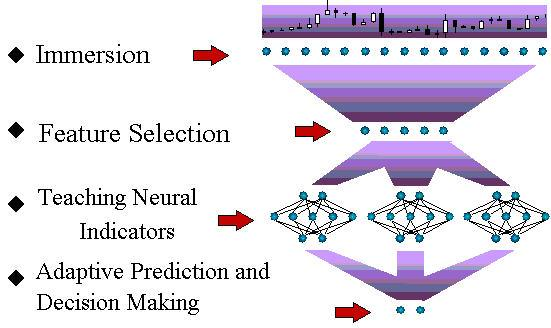 Immersion
Feature Selection
Teaching Neural
Indicators
Adaptive Prediction and
Decision Making